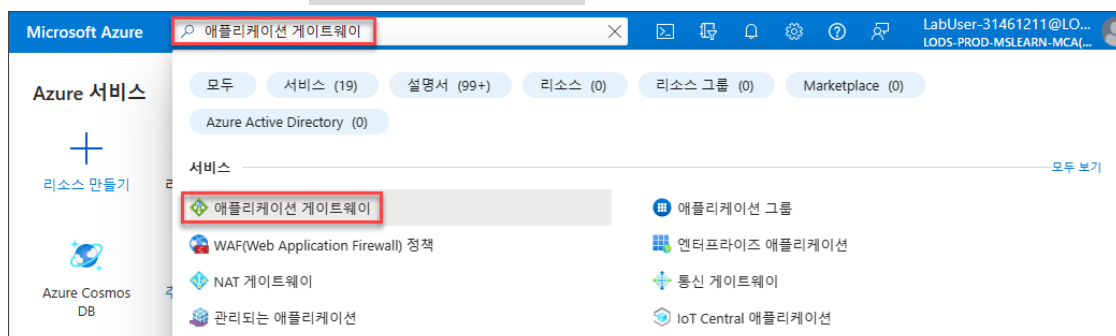 Microsoft Azure
애플리케이션 게이트웨이
LabUser-31461211@LO...
LODS-PROD-MSLEARN-MCA(...
Azure 서비스
모두
서비스 (19)
설명서 (99+)
리소스 (0)
리소스 그룹 (0)
Marketplace (0)
Azure Active Directory (0)
서비스
모두 보기
리소스 만들기
애플리케이션 게이트웨이
애플리케이션 그룹
WAF(Web Application Firewall) 정책
엔터프라이즈 애플리케이션
NAT 게이트웨이
통신 게이트웨이
Azure Cosmos
DB
관리되는 애플리케이션
IoT Central 애플리케이션